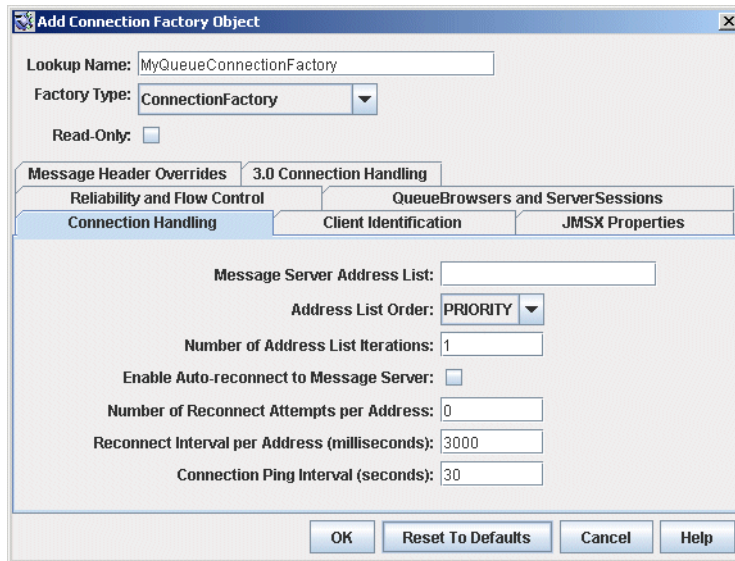 Add Connection Factory Object
Lookup Name: MyQueueConnectionFactory
Factory Type: ConnectionFactory
Read-Only:
Message Header Overrides 3.0 Connection Handling
Reliability and Flow Control QueueBrowsers and ServerSessions
Connection Handling Client Identification JMSX Properties
Message Server Address List:
Address List Order: PRIORITY
Number of Address List Iterations: 1
Enable Auto-reconnect to Message Server:
Number of Reconnect Attempts per Address: 0
Reconnect Interval per Address (milliseconds): 3000
Connection Ping Interval (seconds): 30
OK Reset To Defaults Cancel Help